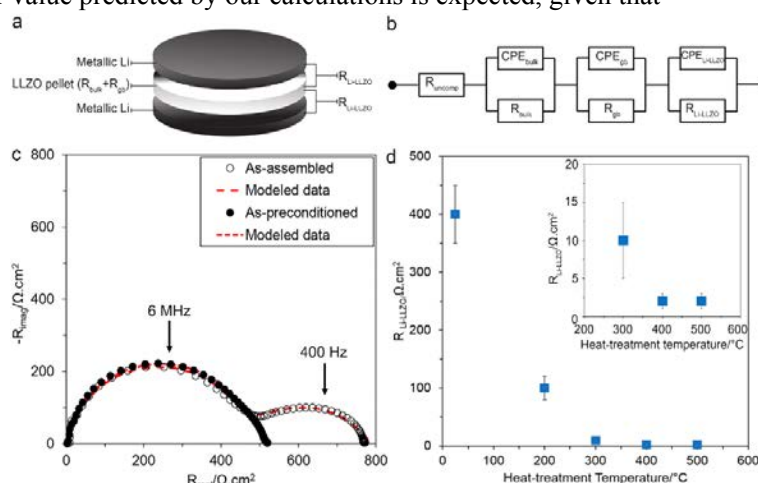 r value predicted by our calculations is expected, given that
a
Metallic Li
LLZO pellet (Rbulk+Rgb)
Metallic Li
RLi-LLZO
RLi-LLZO
b
Runcomp
CPEbulk
Rbulk
CPEgb
Rgb
CPELi-LLZO
RLi-LLZO
c
-Rimag/Ω.cm2
800
600
400
200
0
0 200 400 600 800
○ As-assembled
Modeled data
● As-preconditioned
Modeled data
6 MHz
400 Hz
d
R Li-LLZO/Ω.cm2
500
400
300
200
100
0
0 100 200 300 400 500 600
Heat-treatment Temperature/°C
RLi-LLZO/Ω.cm2
20
15
10
5
0
200 300 400 500 600
Heat-treatment temperature/°C